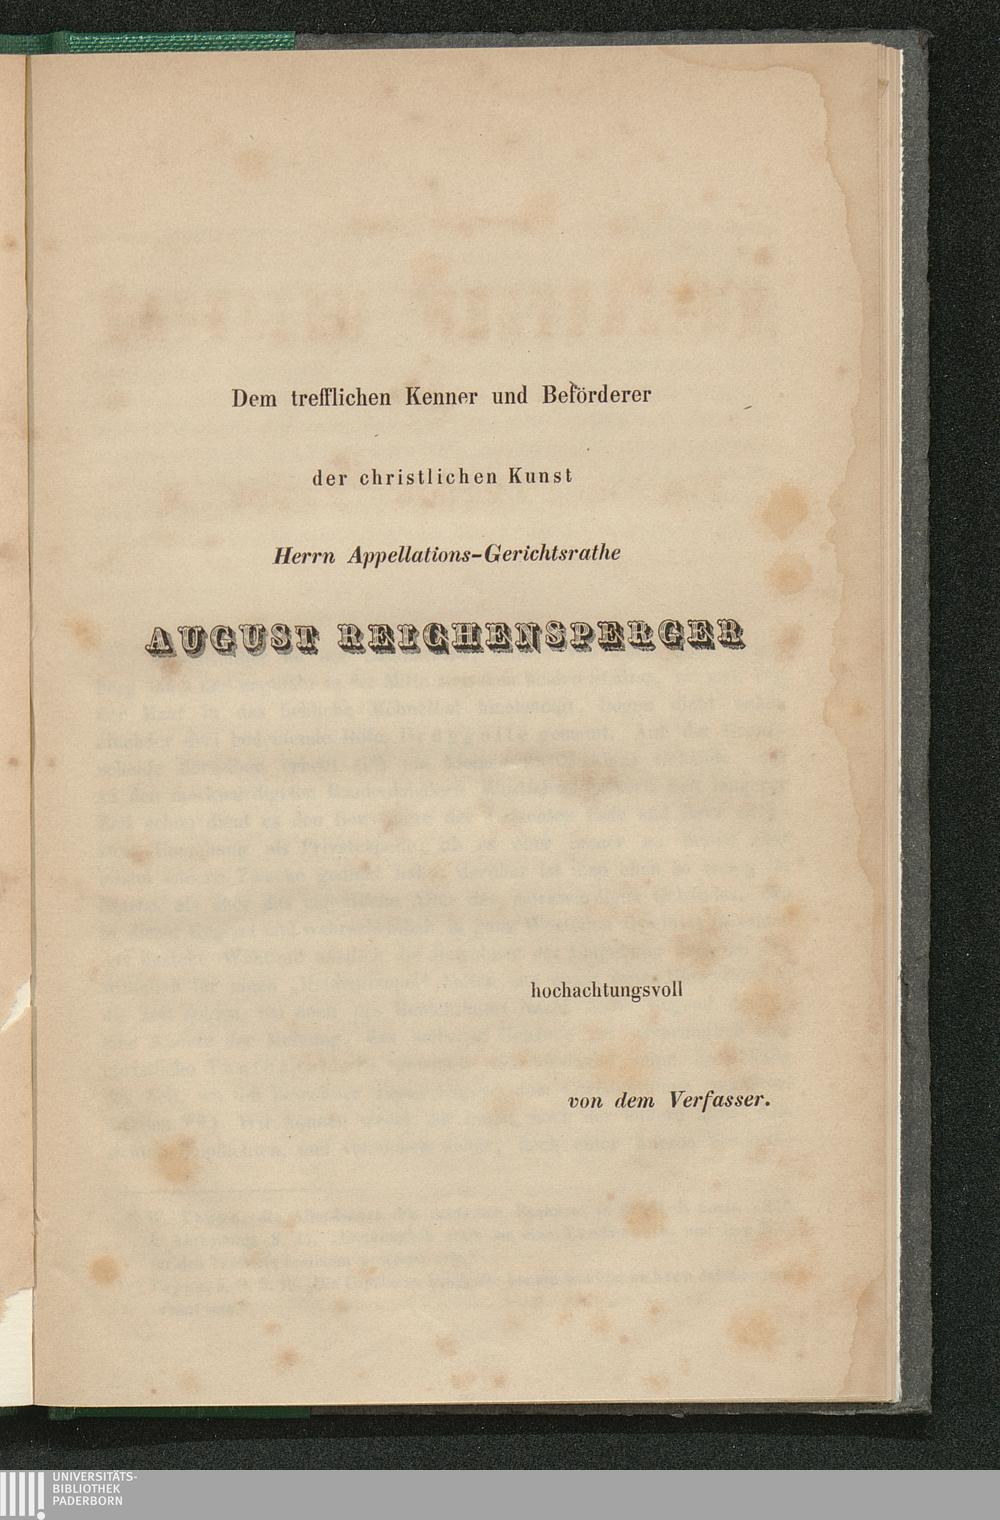 Dem trefflichen Kenner und Beförderer
der christlichen Kunst
Herrn Appellations-Gerichtsrathe
AUGUST REICHENSPERGER
hochachtungsvoll
von dem Verfasser.
UNIVERSITÄTS-
BIBLIOTHEK
PADERBORN